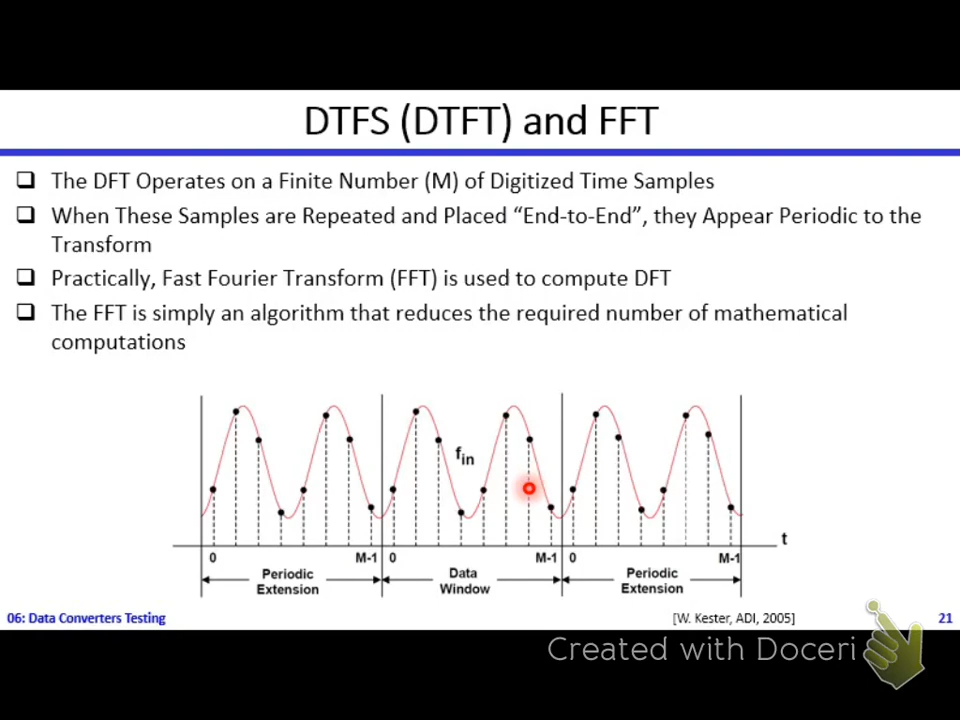 DTFS (DTFT) and FFT
❑ The DFT Operates on a Finite Number (M) of Digitized Time Samples
❑ When These Samples are Repeated and Placed “End-to-End”, they Appear Periodic to the
Transform
❑ Practically, Fast Fourier Transform (FFT) is used to compute DFT
❑ The FFT is simply an algorithm that reduces the required number of mathematical
computations
fin
t
0 M-1 0 M-1 0 M-1
Periodic Extension
Data Window
Periodic Extension
06: Data Converters Testing [W. Kester, ADI, 2005] 21
Created with Doceri